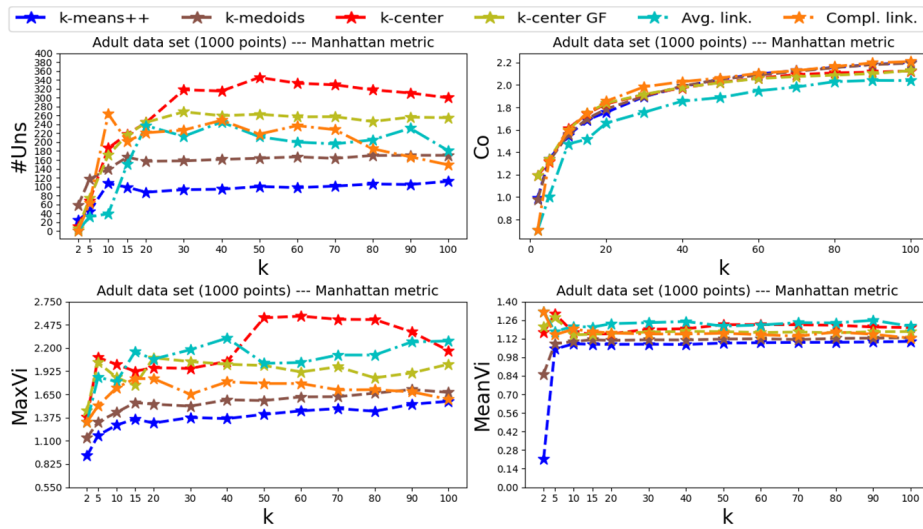 k-means++ k-medoids k-center k-center GF Avg. link. Compl. link.
Adult data set (1000 points) --- Manhattan metric
#Uns
400
380
360
340
320
300
280
260
240
220
200
180
160
140
120
100
80
60
40
20
0
2 5 10 15 20 30 40 50 60 70 80 90 100
k
Adult data set (1000 points) --- Manhattan metric
Co
2.2
2.0
1.8
1.6
1.4
1.2
1.0
0.8
0 20 40 60 80 100
k
Adult data set (1000 points) --- Manhattan metric
MaxVi
2.750
2.475
2.200
1.925
1.650
1.375
1.100
0.825
0.550
2 5 10 15 20 30 40 50 60 70 80 90 100
k
Adult data set (1000 points) --- Manhattan metric
MeanVi
1.40
1.26
1.12
0.98
0.84
0.70
0.56
0.42
0.28
0.14
0.00
2 5 10 15 20 30 40 50 60 70 80 90 100
k